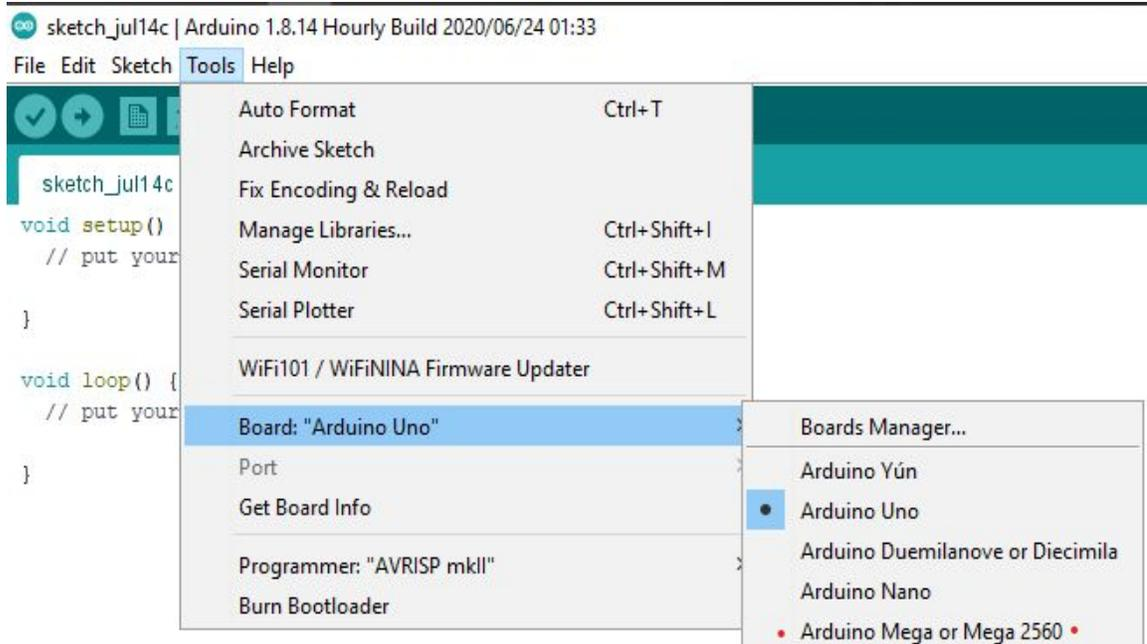 sketch_jul14c | Arduino 1.8.14 Hourly Build 2020/06/24 01:33
File Edit Sketch Tools Help
sketch_jul14c
void setup()
// put your
}
void loop() {
// put your
}
Auto Format Ctrl+T
Archive Sketch
Fix Encoding & Reload
Manage Libraries... Ctrl+Shift+I
Serial Monitor Ctrl+Shift+M
Serial Plotter Ctrl+Shift+L
WiFi101 / WiFiNINA Firmware Updater
Board: "Arduino Uno"
Port
Get Board Info
Programmer: "AVRISP mkII"
Burn Bootloader
Boards Manager...
Arduino Yún
Arduino Uno
Arduino Duemilanove or Diecimila
Arduino Nano
Arduino Mega or Mega 2560